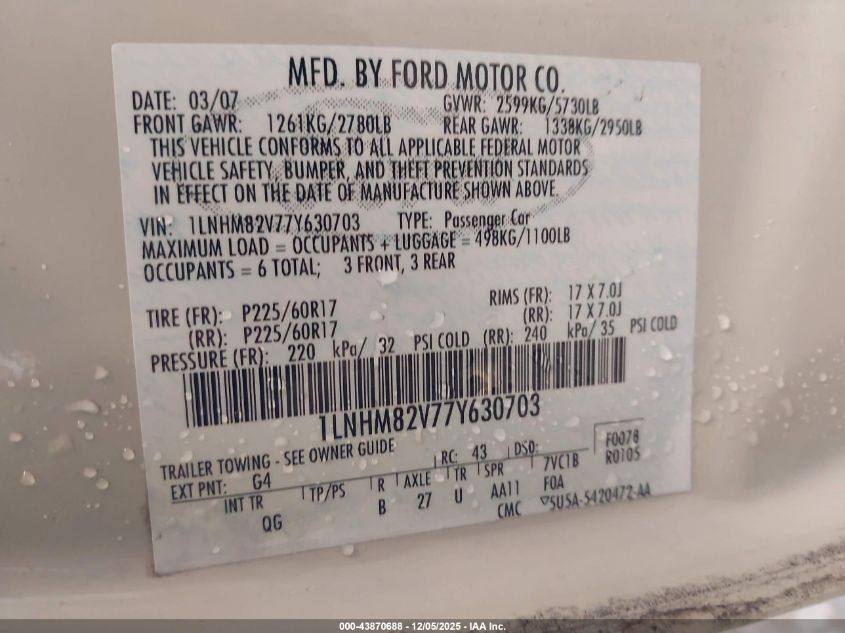 MFD. BY FORD MOTOR CO.
DATE: 03/07 GVWR: 2599KG/5730LB
FRONT GAWR: 1261KG/2780LB REAR GAWR: 1338KG/2950LB
THIS VEHICLE CONFORMS TO ALL APPLICABLE FEDERAL MOTOR
VEHICLE SAFETY, BUMPER, AND THEFT PREVENTION STANDARDS
IN EFFECT ON THE DATE OF MANUFACTURE SHOWN ABOVE.
VIN: 1LNHM82V77Y630703 TYPE: Passenger Car
MAXIMUM LOAD = OCCUPANTS + LUGGAGE = 498KG/1100LB
OCCUPANTS = 6 TOTAL; 3 FRONT, 3 REAR
TIRE (FR): P225/60R17 RIMS (FR): 17 X 7.0J
(RR): P225/60R17 (RR): 17 X 7.0J
PRESSURE (FR): 220 kPa/ 32 PSI COLD (RR): 240 kPa/ 35 PSI COLD
1LNHM82V77Y630703
TRAILER TOWING - SEE OWNER GUIDE RC: 43 DSO: F0078
EXT PNT: G4 R0105
INT TR TP/PS R AXLE TR SPR 7VC1B
QG B 27 U AA11 FOA
CMC ▽5U5A-5420472-AA
000-43870688 - 12/05/2025 - IAA Inc.